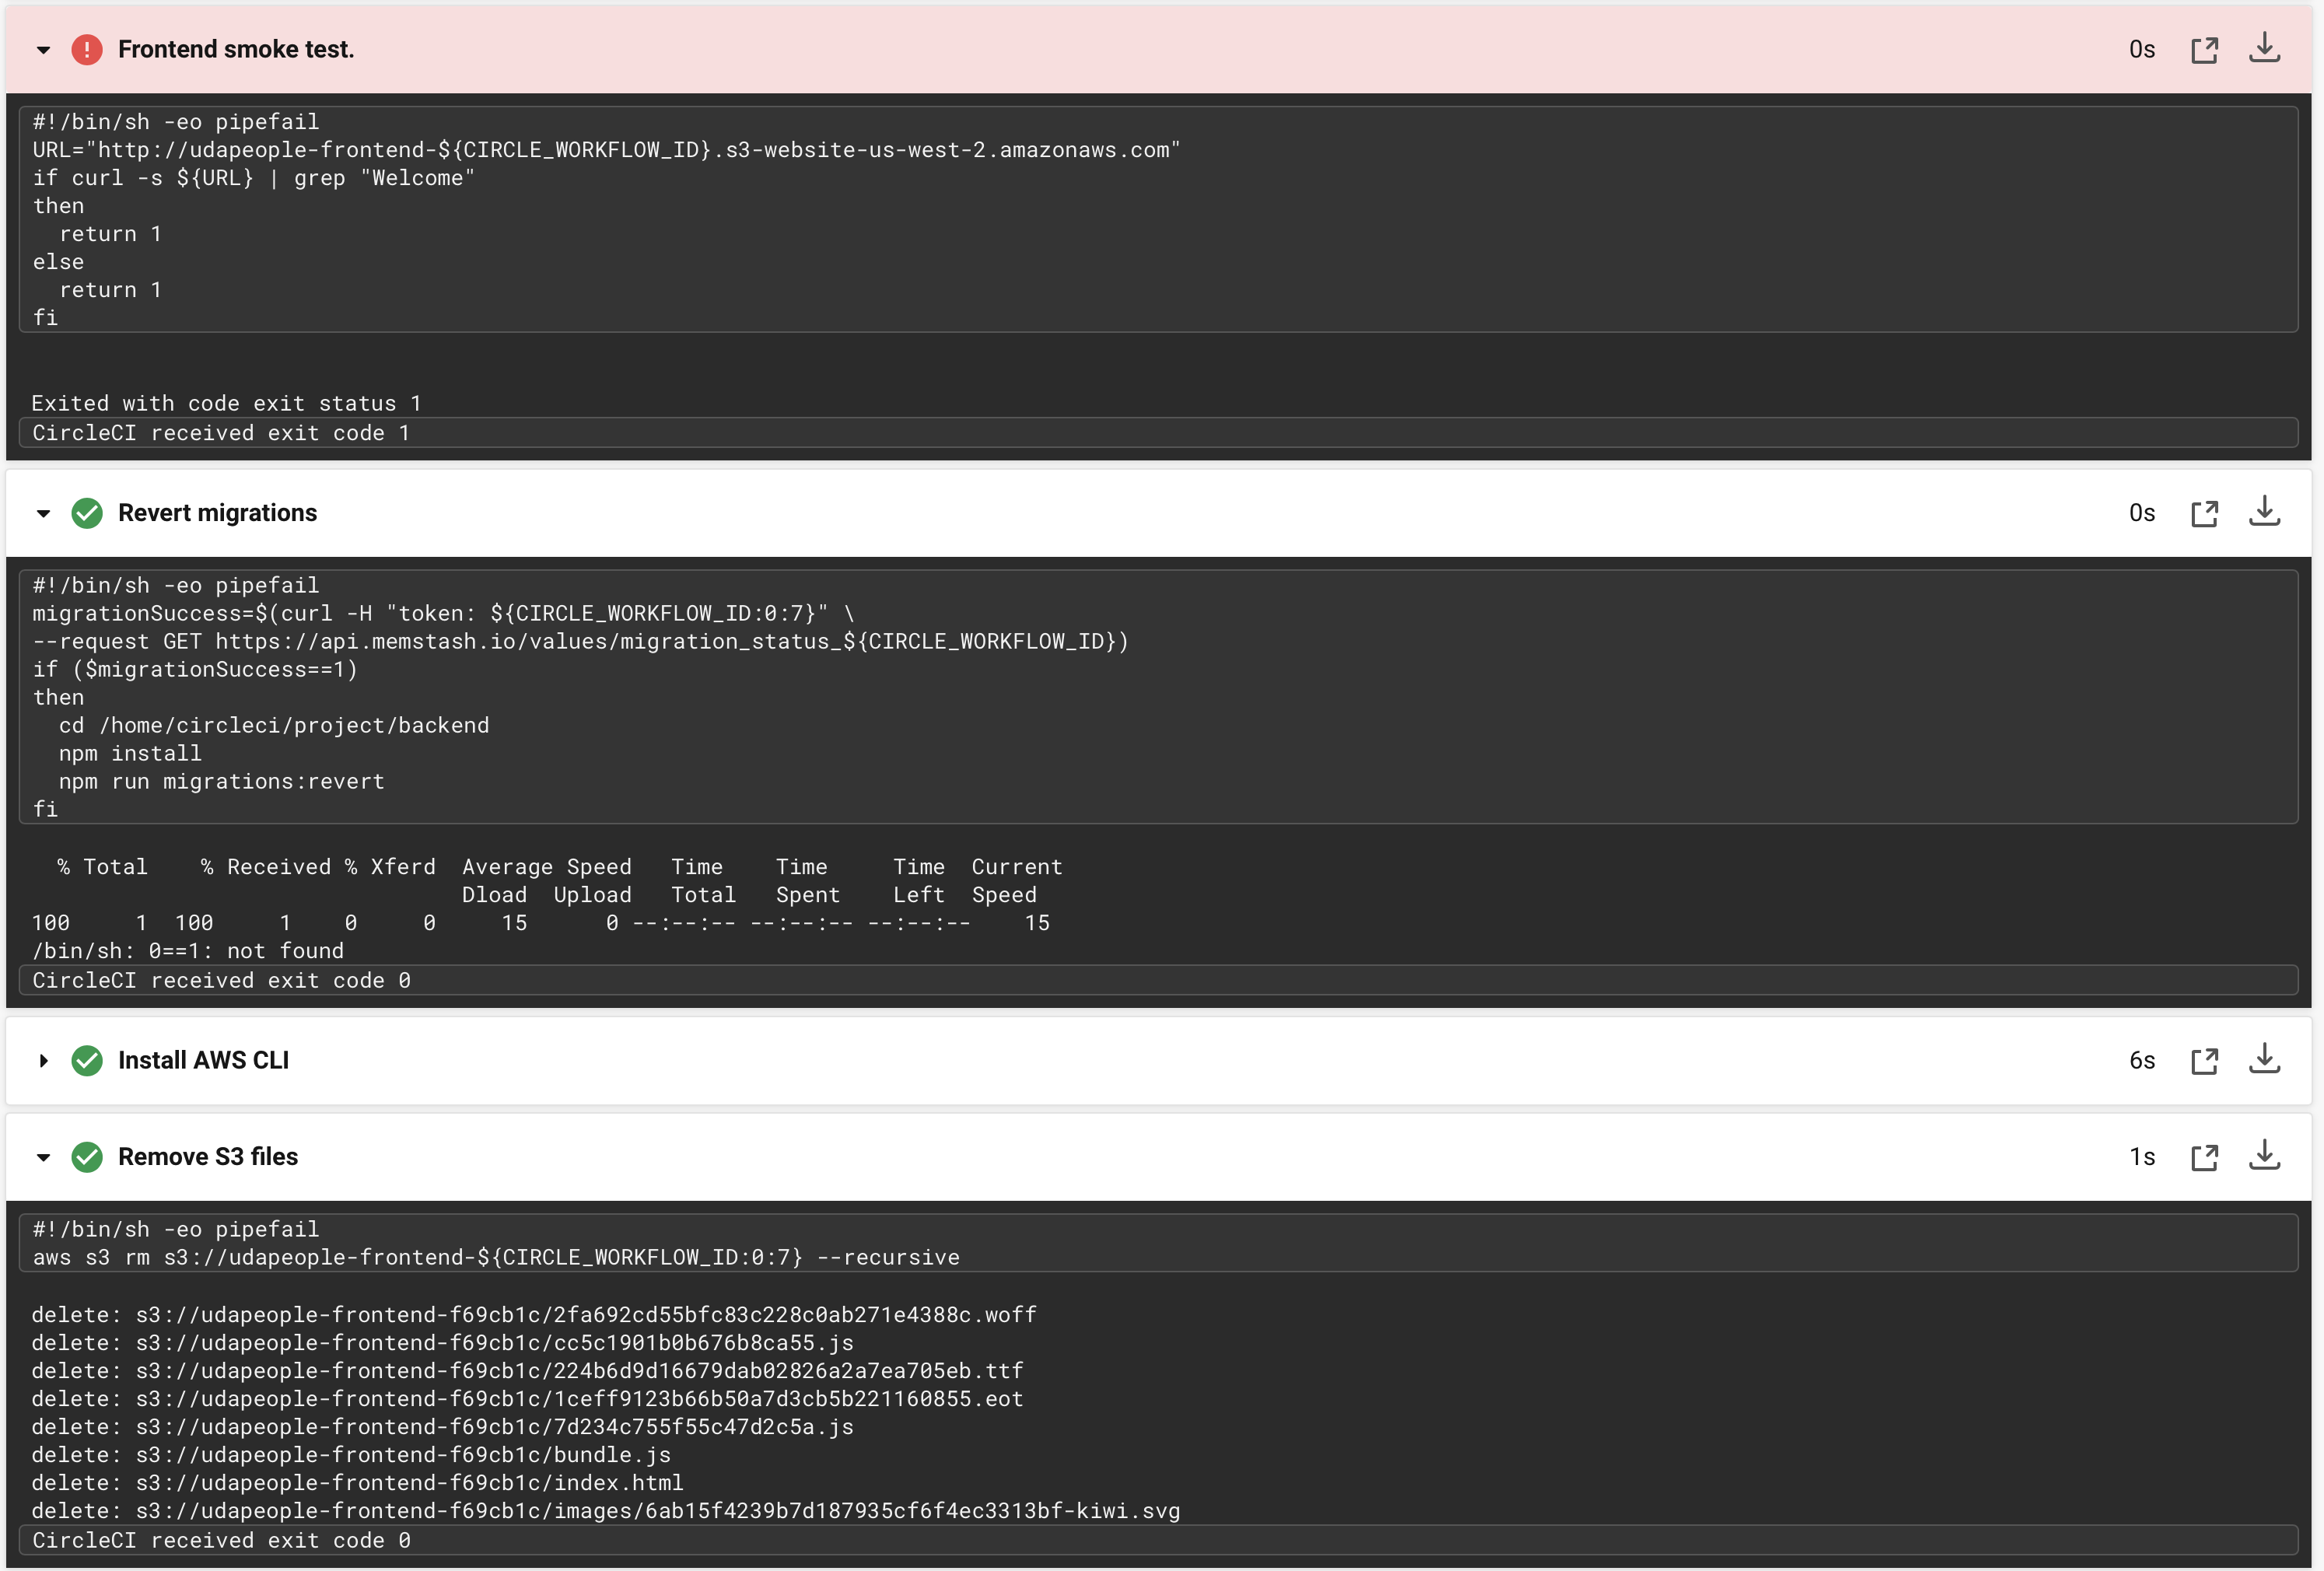 Frontend smoke test.
0s
#!/bin/sh -eo pipefail
URL="http://udapeople-frontend-${CIRCLE_WORKFLOW_ID}.s3-website-us-west-2.amazonaws.com"
if curl -s ${URL} | grep "Welcome"
then
  return 1
else
  return 1
fi
Exited with code exit status 1
CircleCI received exit code 1
Revert migrations
0s
#!/bin/sh -eo pipefail
migrationSuccess=$(curl -H "token: ${CIRCLE_WORKFLOW_ID:0:7}" \
--request GET https://api.memstash.io/values/migration_status_${CIRCLE_WORKFLOW_ID})
if ($migrationSuccess==1)
then
  cd /home/circleci/project/backend
  npm install
  npm run migrations:revert
fi
  % Total    % Received % Xferd  Average Speed   Time    Time     Time  Current
                                 Dload  Upload   Total   Spent    Left  Speed
100     1  100     1    0     0     15      0 --:--:-- --:--:-- --:--:--    15
/bin/sh: 0==1: not found
CircleCI received exit code 0
Install AWS CLI
6s
Remove S3 files
1s
#!/bin/sh -eo pipefail
aws s3 rm s3://udapeople-frontend-${CIRCLE_WORKFLOW_ID:0:7} --recursive
delete: s3://udapeople-frontend-f69cb1c/2fa692cd55bfc83c228c0ab271e4388c.woff
delete: s3://udapeople-frontend-f69cb1c/cc5c1901b0b676b8ca55.js
delete: s3://udapeople-frontend-f69cb1c/224b6d9d16679dab02826a2a7ea705eb.ttf
delete: s3://udapeople-frontend-f69cb1c/1ceff9123b66b50a7d3cb5b221160855.eot
delete: s3://udapeople-frontend-f69cb1c/7d234c755f55c47d2c5a.js
delete: s3://udapeople-frontend-f69cb1c/bundle.js
delete: s3://udapeople-frontend-f69cb1c/index.html
delete: s3://udapeople-frontend-f69cb1c/images/6ab15f4239b7d187935cf6f4ec3313bf-kiwi.svg
CircleCI received exit code 0